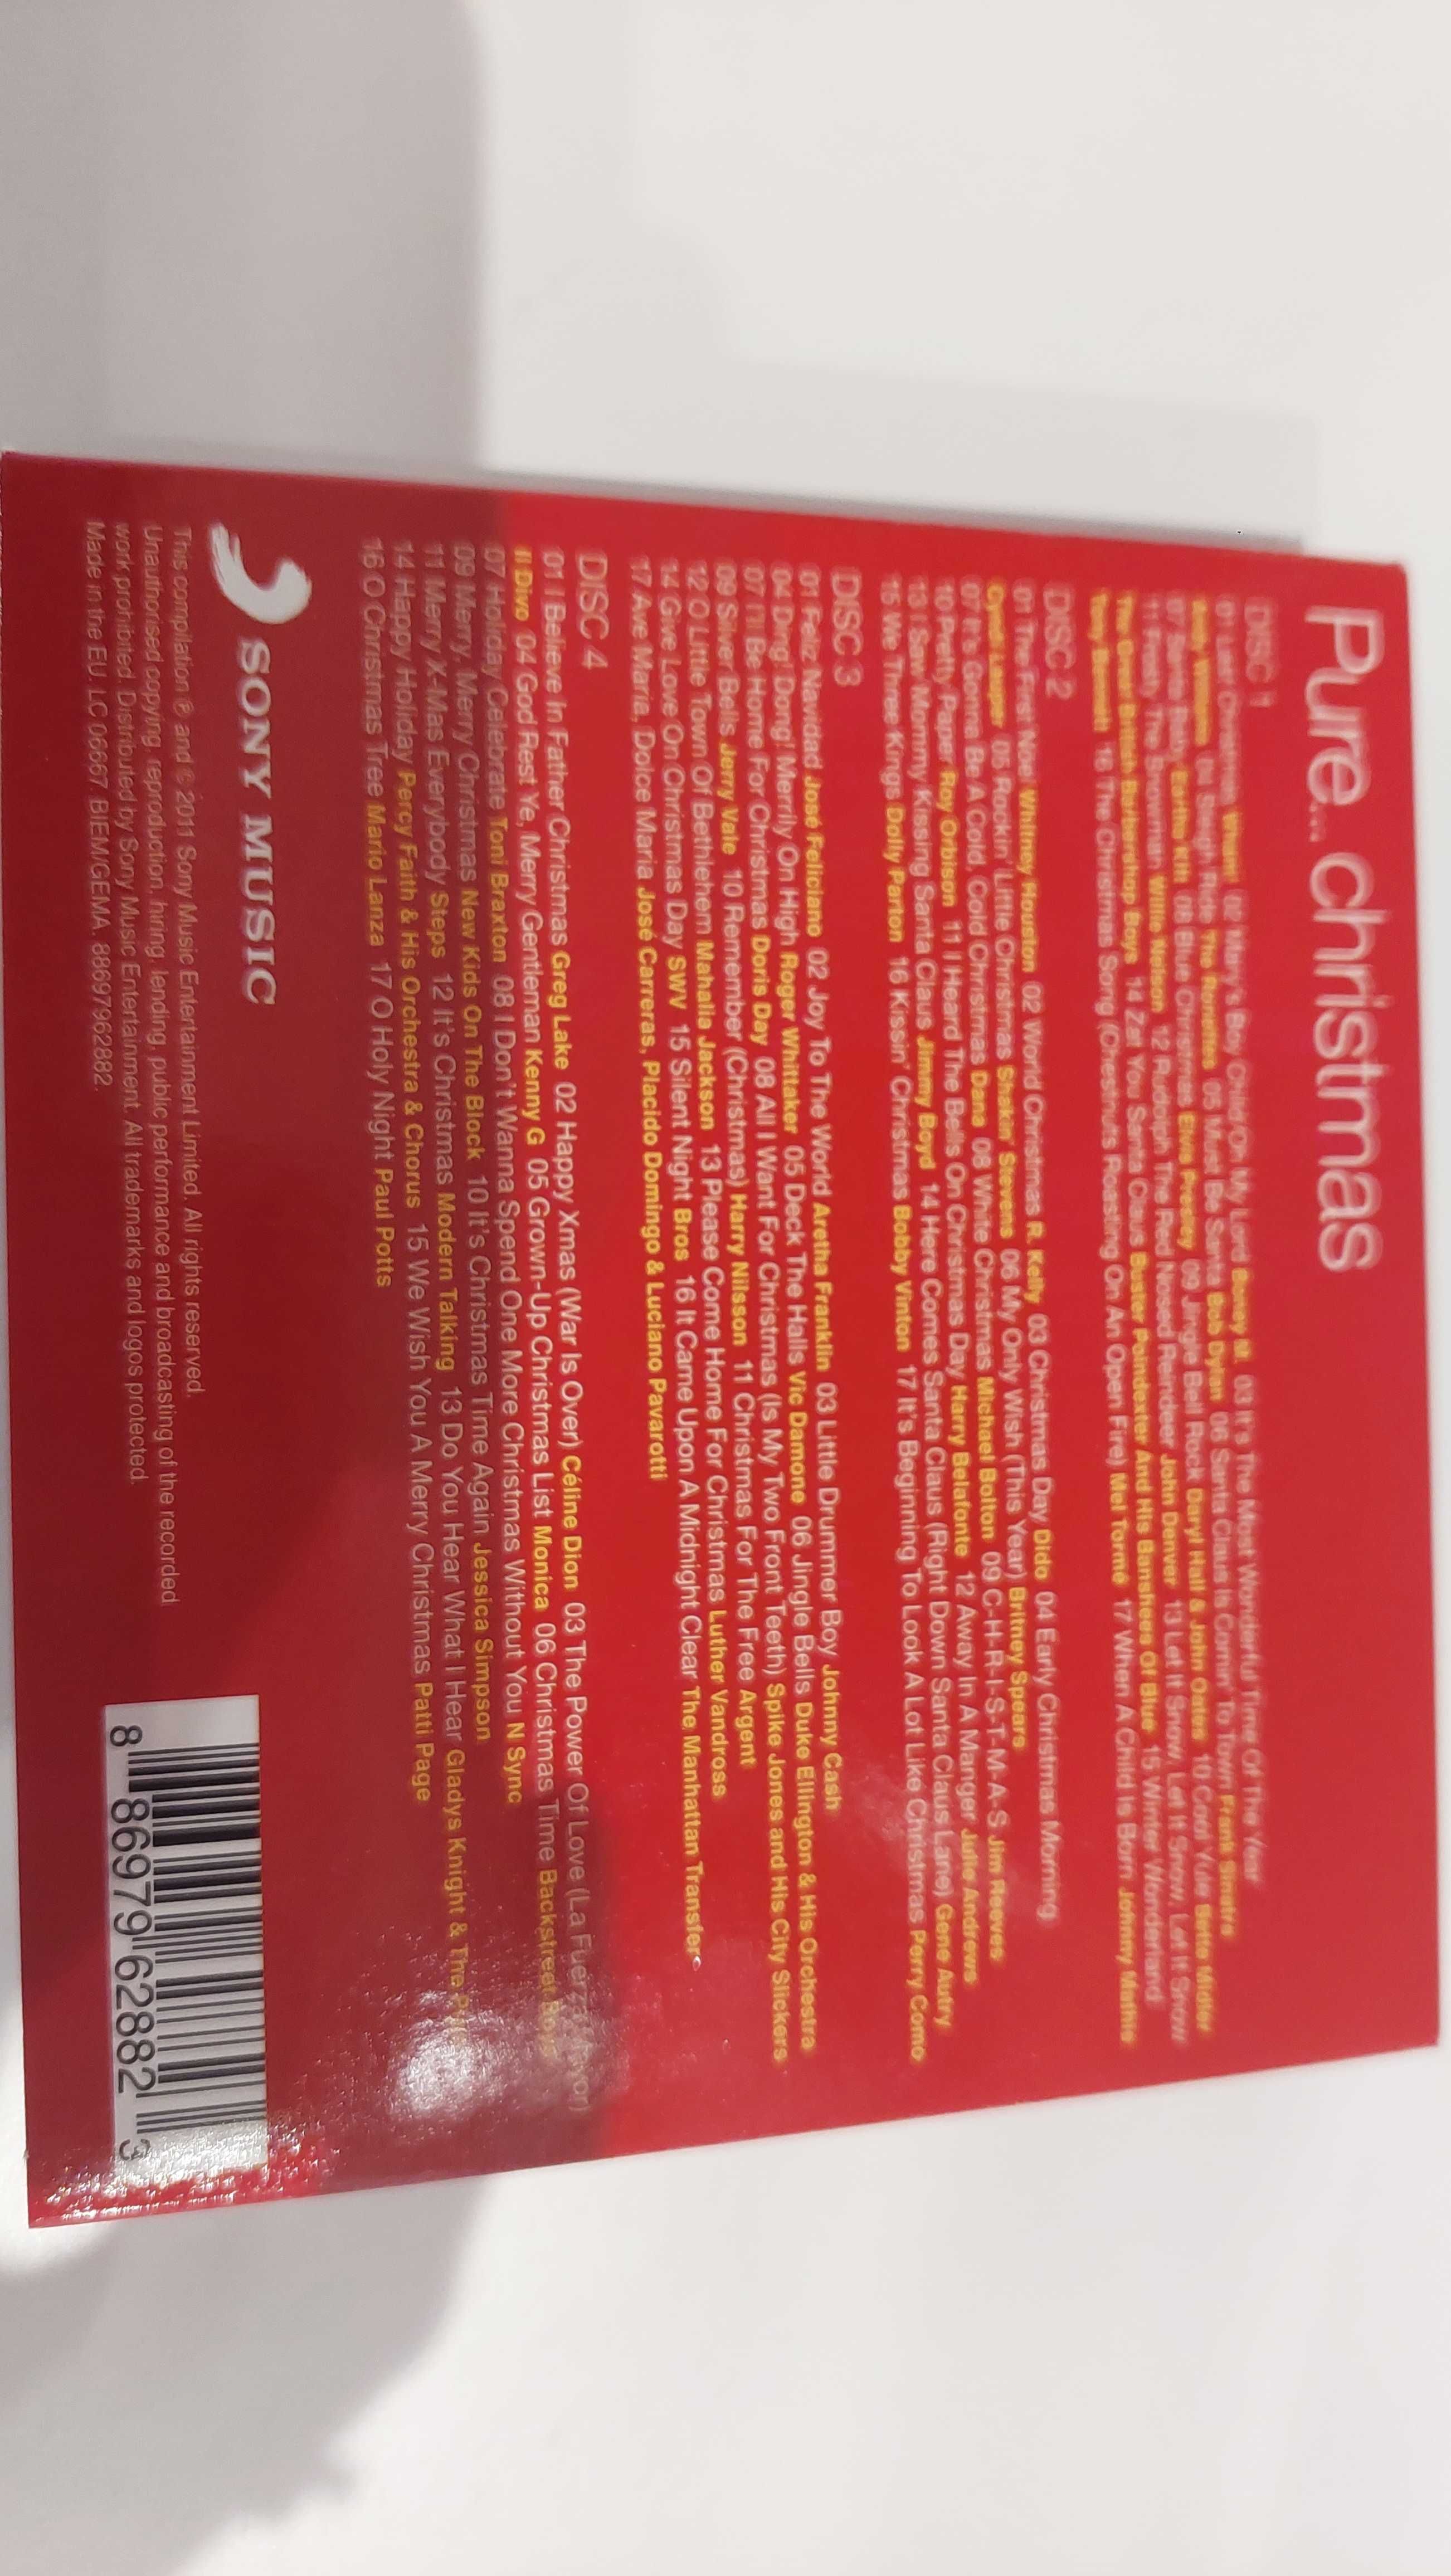 Pure... christmas
DISC 1
01 Last Christmas Wham! 02 Mary's Boy Child/Oh My Lord Boney M. 03 It's The Most Wonderful Time Of The Year
Andy Williams 04 Sleigh Ride The Ronettes 05 Must Be Santa Bob Dylan 06 Santa Claus Is Comin' To Town Frank Sinatra
07 Santa Baby Eartha Kitt 08 Blue Christmas Elvis Presley 09 Jingle Bell Rock Daryl Hall & John Oates 10 Cool Yule Bette Midler
11 Frosty The Snowman Willie Nelson 12 Rudolph The Red Nosed Reindeer John Denver 13 Let It Snow, Let It Snow, Let It Snow
The Great British Barbershop Boys 14 Zat You Santa Claus Buster Poindexter And His Banshees Of Blue 15 Winter Wonderland
Tony Bennett 16 The Christmas Song (Chestnuts Roasting On An Open Fire) Mel Tormé 17 When A Child Is Born Johnny Mathis
DISC 2
01 The First Noel Whitney Houston 02 World Christmas R. Kelly 03 Christmas Day Dido 04 Early Christmas Morning
Cyndi Lauper 05 Rockin' Little Christmas Shakin' Stevens 06 My Only Wish (This Year) Britney Spears
07 It's Gonna Be A Cold, Cold Christmas Dana 08 White Christmas Michael Bolton 09 C-H-R-I-S-T-M-A-S Jim Reeves
10 Pretty Paper Roy Orbison 11 I Heard The Bells On Christmas Day Harry Belafonte 12 Away In A Manger Julie Andrews
13 I Saw Mommy Kissing Santa Claus Jimmy Boyd 14 Here Comes Santa Claus (Right Down Santa Claus Lane) Gene Autry
15 We Three Kings Dolly Parton 16 Kissin' Christmas Bobby Vinton 17 It's Beginning To Look A Lot Like Christmas Perry Como
DISC 3
01 Feliz Navidad José Feliciano 02 Joy To The World Aretha Franklin 03 Little Drummer Boy Johnny Cash
04 Ding! Dong! Merrily On High Roger Whittaker 05 Deck The Halls Vic Damone 06 Jingle Bells Duke Ellington & His Orchestra
07 I'll Be Home For Christmas Doris Day 08 All I Want For Christmas (Is My Two Front Teeth) Spike Jones and His City Slickers
09 Silver Bells Jerry Vale 10 Remember (Christmas) Harry Nilsson 11 Christmas For The Free Argent
12 O Little Town Of Bethlehem Mahalia Jackson 13 Please Come Home For Christmas Luther Vandross
14 Give Love On Christmas Day SWV 15 Silent Night Bros 16 It Came Upon A Midnight Clear The Manhattan Transfer
17 Ave Maria, Dolce Maria José Carreras, Placido Domingo & Luciano Pavarotti
DISC 4
01 I Believe In Father Christmas Greg Lake 02 Happy Xmas (War Is Over) Céline Dion 03 The Power Of Love (La Fuerza Mayor)
Il Divo 04 God Rest Ye, Merry Gentleman Kenny G 05 Grown-Up Christmas List Monica 06 Christmas Time Backstreet Boys
07 Holiday Celebrate Toni Braxton 08 I Don't Wanna Spend One More Christmas Without You N Sync
09 Merry, Merry Christmas New Kids On The Block 10 It's Christmas Time Again Jessica Simpson
11 Merry X-Mas Everybody Steps 12 It's Christmas Modern Talking 13 Do You Hear What I Hear Gladys Knight & The Pips
14 Happy Holiday Percy Faith & His Orchestra & Chorus 15 We Wish You A Merry Christmas Patti Page
16 O Christmas Tree Mario Lanza 17 O Holy Night Paul Potts
SONY MUSIC
This compilation ℗ and © 2011 Sony Music Entertainment Limited. All rights reserved.
Unauthorised copying, reproduction, hiring, lending, public performance and broadcasting of the recorded
work prohibited. Distributed by Sony Music Entertainment. All trademarks and logos protected.
Made in the EU. LC 06667. BIEM/GEMA. 88697962882.
8 86979 62882 3